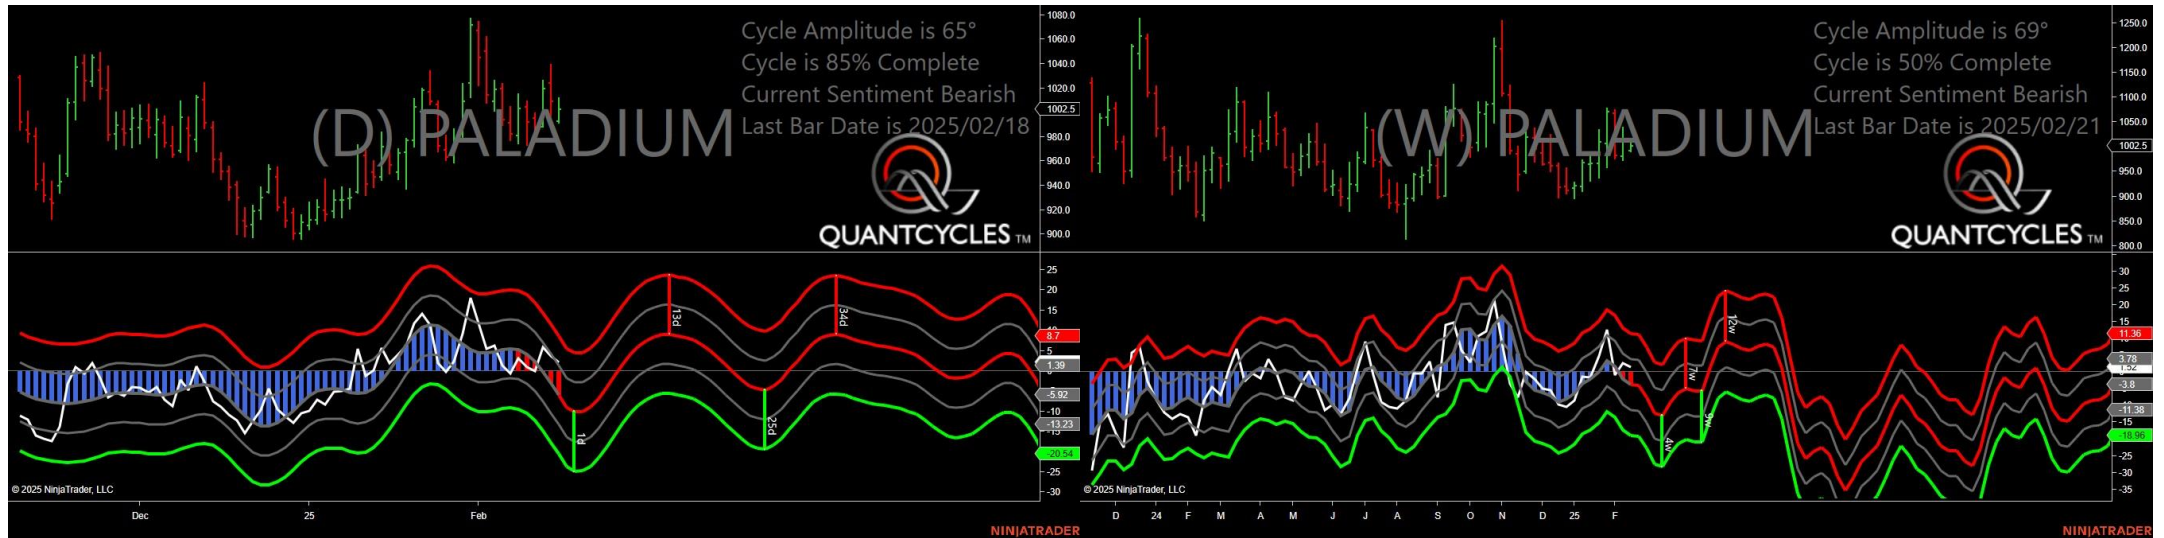 Cycle Amplitude is 65°
Cycle is 85% Complete
Current Sentiment Bearish
Last Bar Date is 2025/02/18
(D) PALADIUM
QUANTCYCLES TM
1080.0
1060.0
1040.0
1020.0
1002.5
980.0
960.0
940.0
920.0
900.0
25
20
15
8.7
5
1.39
-5.92
-10
-13.23
-20.54
-25
-30
13d
34d
1d
25d
© 2025 NinjaTrader, LLC
Dec
25
Feb
NINJATRADER
Cycle Amplitude is 69°
Cycle is 50% Complete
Current Sentiment Bearish
Last Bar Date is 2025/02/21
(W) PALADIUM
QUANTCYCLES TM
1250.0
1200.0
1150.0
1100.0
1050.0
1002.5
950.0
900.0
850.0
800.0
30
25
20
15
11.36
3.78
1.52
-3.8
-11.38
-15
-18.96
-25
-30
-35
12w
7w
9w
4w
© 2025 NinjaTrader, LLC
D 24 F M A M J J A S O N D 25 F
NINJATRADER